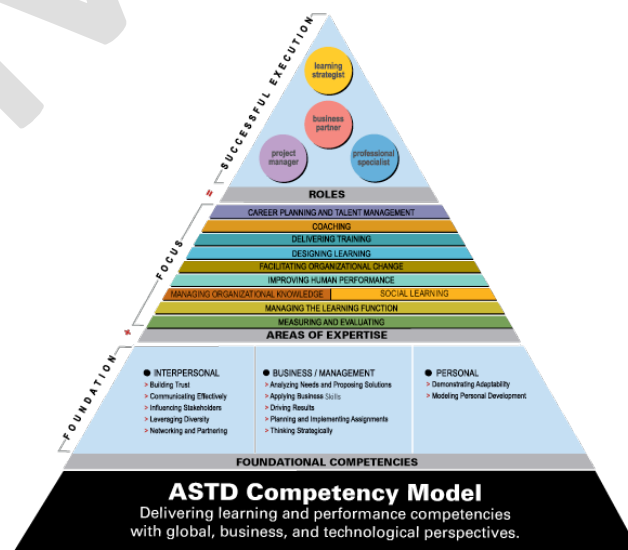 SUCCESSFUL EXECUTION
learning
strategist
business
partner
project
manager
professional
specialist
=
ROLES
FOCUS
CAREER PLANNING AND TALENT MANAGEMENT
COACHING
DELIVERING TRAINING
DESIGNING LEARNING
FACILITATING ORGANIZATIONAL CHANGE
IMPROVING HUMAN PERFORMANCE
MANAGING ORGANIZATIONAL KNOWLEDGE
SOCIAL LEARNING
MANAGING THE LEARNING FUNCTION
MEASURING AND EVALUATING
+
AREAS OF EXPERTISE
FOUNDATION
● INTERPERSONAL
> Building Trust
> Communicating Effectively
> Influencing Stakeholders
> Leveraging Diversity
> Networking and Partnering
● BUSINESS / MANAGEMENT
> Analyzing Needs and Proposing Solutions
> Applying Business Skills
> Driving Results
> Planning and Implementing Assignments
> Thinking Strategically
● PERSONAL
> Demonstrating Adaptability
> Modeling Personal Development
FOUNDATIONAL COMPETENCIES
ASTD Competency Model
Delivering learning and performance competencies
with global, business, and technological perspectives.